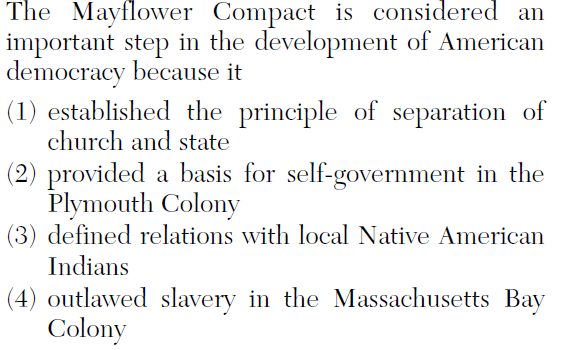 The Mayflower Compact is considered an
important step in the development of American
democracy because it
(1) established the principle of separation of
church and state
(2) provided a basis for self-government in the
Plymouth Colony
(3) defined relations with local Native American
Indians
(4) outlawed slavery in the Massachusetts Bay
Colony